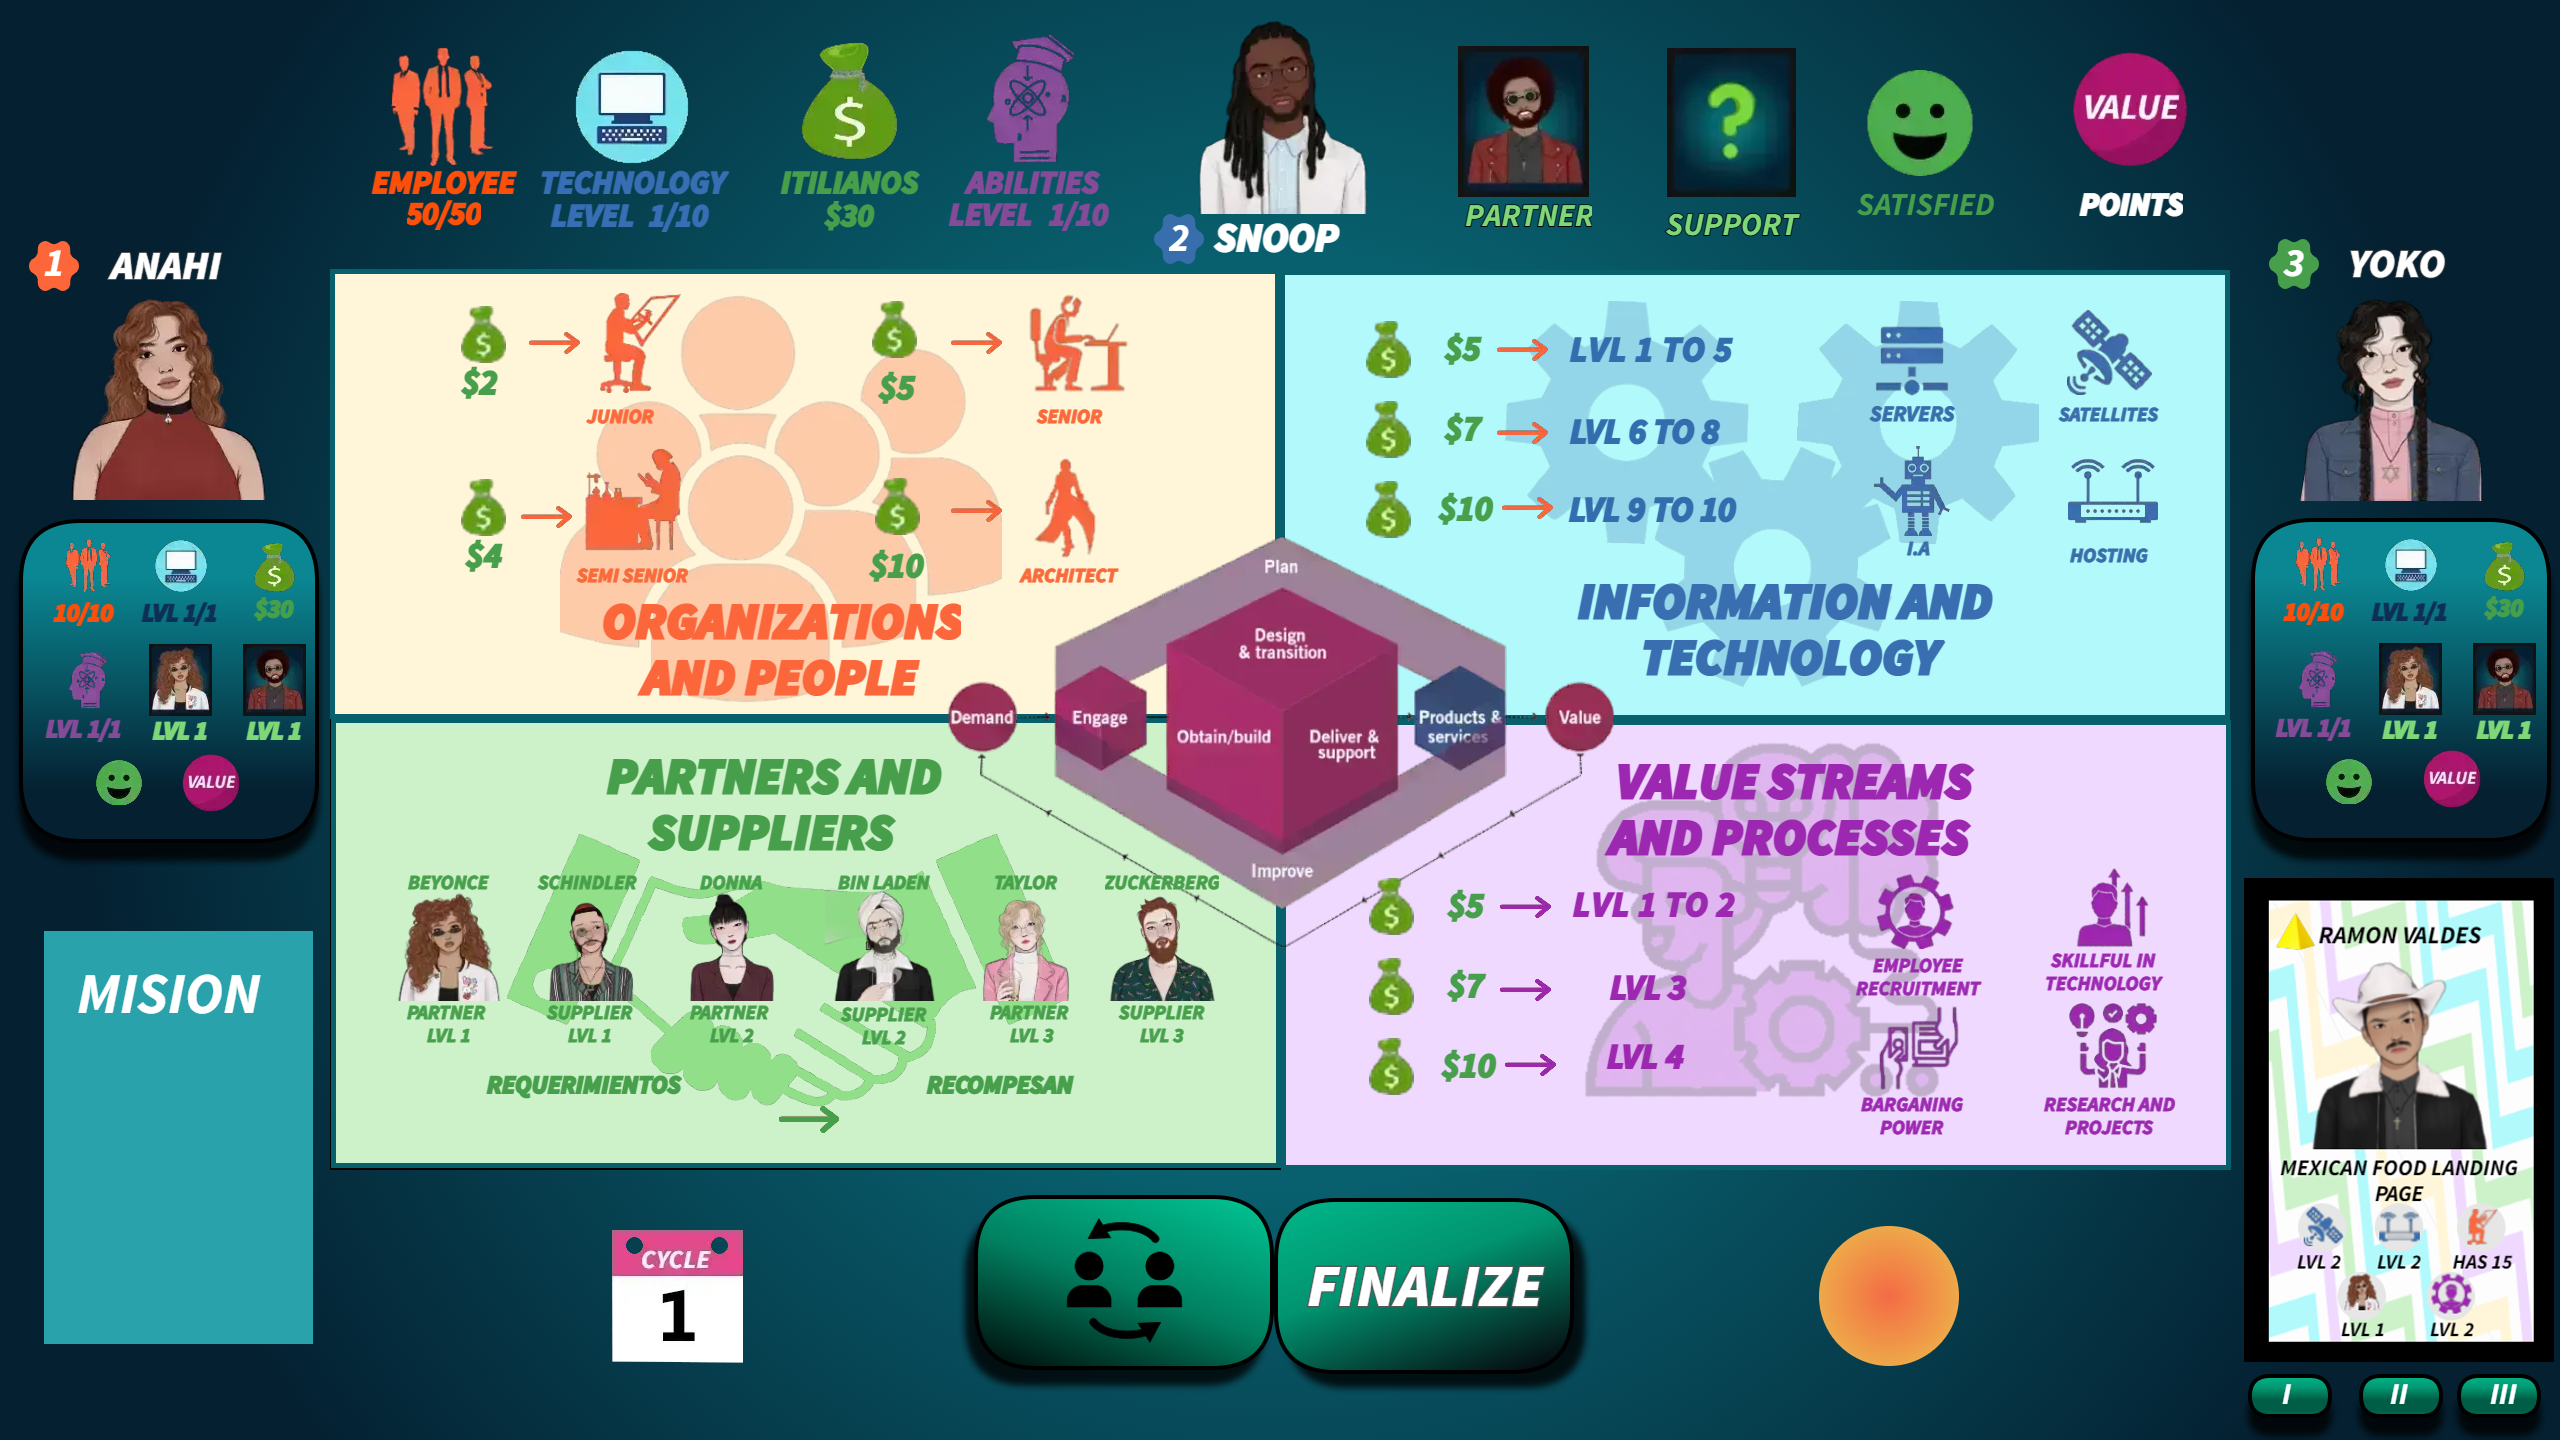 EMPLOYEE
50/50
TECHNOLOGY
LEVEL 1/10
$
ITILIANOS
$30
ABILITIES
LEVEL 1/10
2 SNOOP
PARTNER
?
SUPPORT
SATISFIED
VALUE
POINTS
1 ANAHI
3 YOKO
10/10
LVL 1/1
$
$30
LVL 1/1
LVL 1
LVL 1
VALUE
MISION
$
$2
JUNIOR
$
$5
SENIOR
$
$4
SEMI SENIOR
$
$10
ARCHITECT
ORGANIZATIONS
AND PEOPLE
$ $5 LVL 1 TO 5
$ $7 LVL 6 TO 8
$ $10 LVL 9 TO 10
SERVERS
SATELLITES
I.A
HOSTING
INFORMATION AND
TECHNOLOGY
Plan
Design
& transition
Demand
Engage
Obtain/build
Deliver &
support
Products &
services
Value
Improve
PARTNERS AND
SUPPLIERS
BEYONCE
SCHINDLER
DONNA
BIN LADEN
TAYLOR
ZUCKERBERG
PARTNER
LVL 1
SUPPLIER
LVL 1
PARTNER
LVL 2
SUPPLIER
LVL 2
PARTNER
LVL 3
SUPPLIER
LVL 3
REQUERIMIENTOS
RECOMPESAN
VALUE STREAMS
AND PROCESSES
$ $5 LVL 1 TO 2
$ $7 LVL 3
$ $10 LVL 4
EMPLOYEE
RECRUITMENT
SKILLFUL IN
TECHNOLOGY
BARGANING
POWER
RESEARCH AND
PROJECTS
10/10
LVL 1/1
$
$30
LVL 1/1
LVL 1
LVL 1
VALUE
RAMON VALDES
MEXICAN FOOD LANDING
PAGE
LVL 2
LVL 2
HAS 15
LVL 1
LVL 2
CYCLE
1
FINALIZE
I
II
III